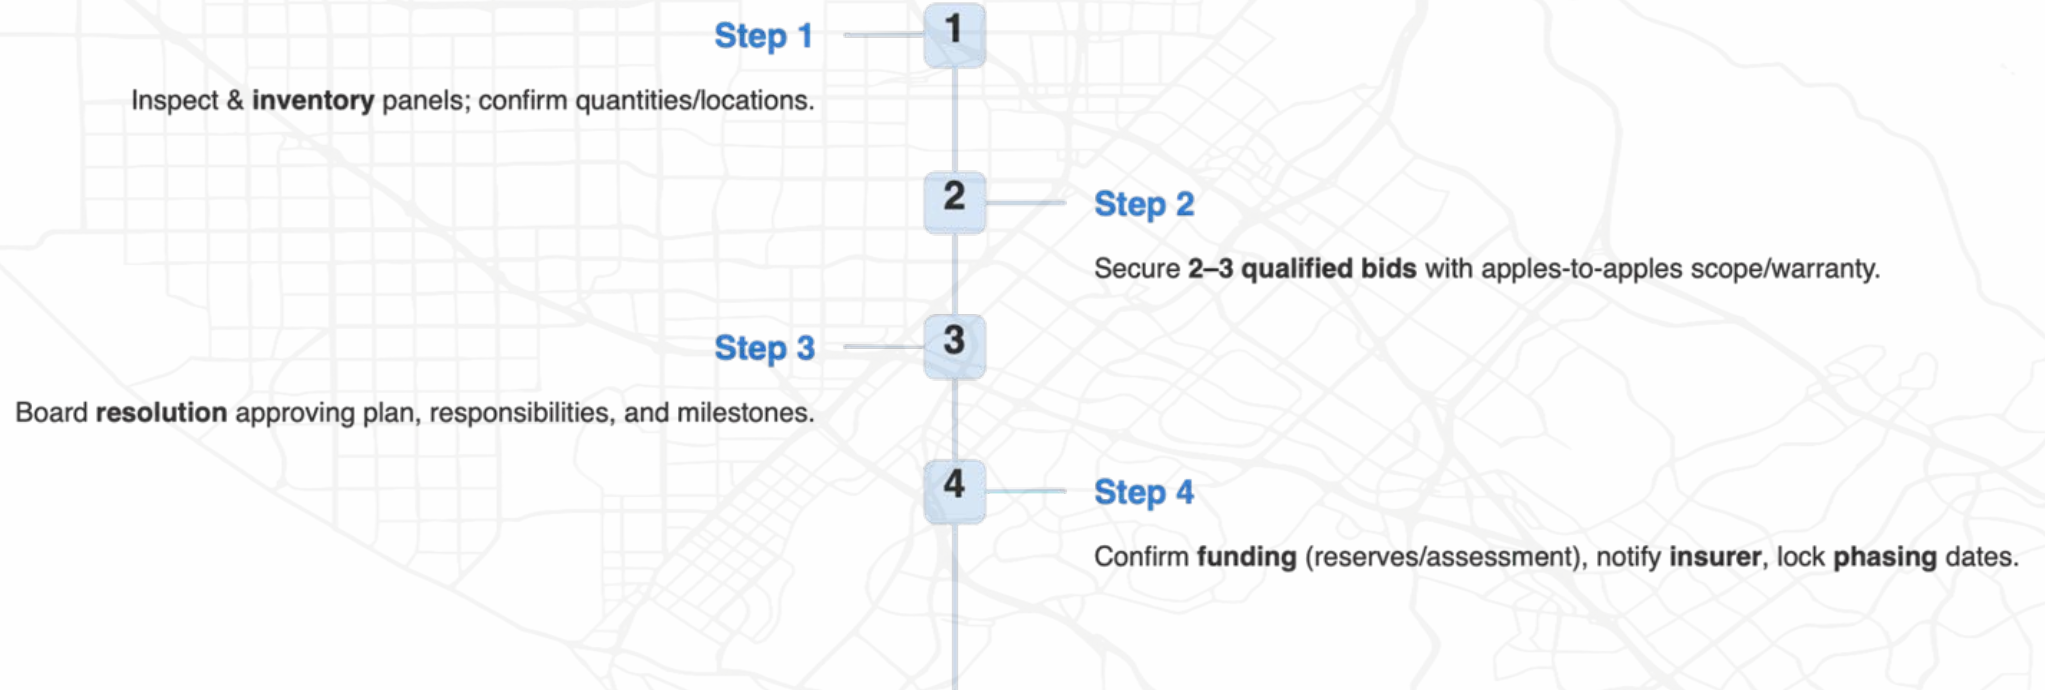 Step 1
1
Inspect & inventory panels; confirm quantities/locations.
2
Step 2
Secure 2–3 qualified bids with apples-to-apples scope/warranty.
Step 3
3
Board resolution approving plan, responsibilities, and milestones.
4
Step 4
Confirm funding (reserves/assessment), notify insurer, lock phasing dates.